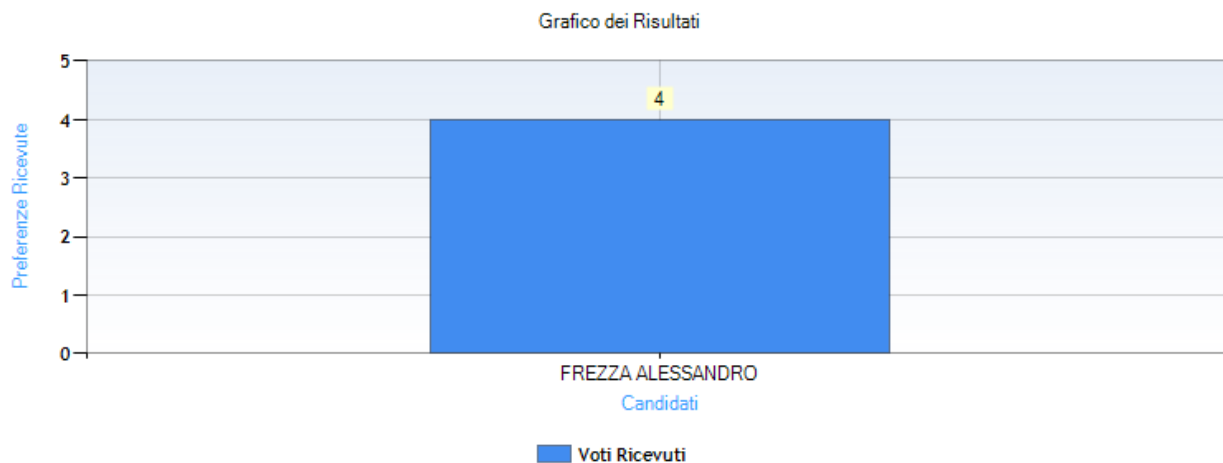 Grafico dei Risultati
5
4
4
3
2
1
0
Preferenze Ricevute
FREZZA ALESSANDRO
Candidati
Voti Ricevuti